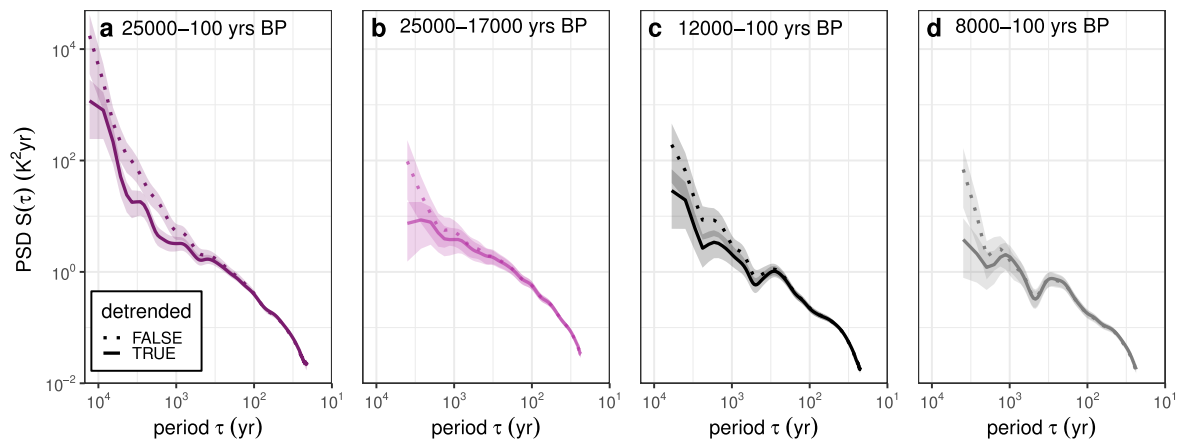 a 25000−100 yrs BP
b 25000−17000 yrs BP
c 12000−100 yrs BP
d 8000−100 yrs BP
PSD S(τ) (K²yr)
10⁴
10²
10⁰
10⁻²
detrended
FALSE
TRUE
10⁴ 10³ 10² 10¹
10⁴ 10³ 10² 10¹
10⁴ 10³ 10² 10¹
10⁴ 10³ 10² 10¹
period τ (yr)
period τ (yr)
period τ (yr)
period τ (yr)